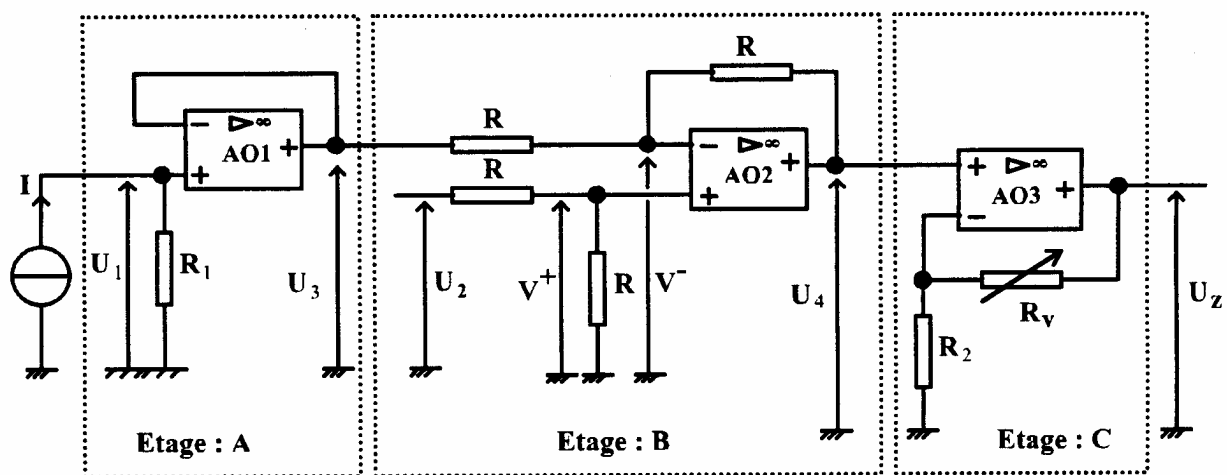 R
- ▷∞
AO1 +
+
I
U1
R1
U3
R
R
- ▷∞
AO2 +
+
U2
V+
R
V-
U4
+ ▷∞
AO3 +
-
Rv
R2
Uz
Etage : A
Etage : B
Etage : C